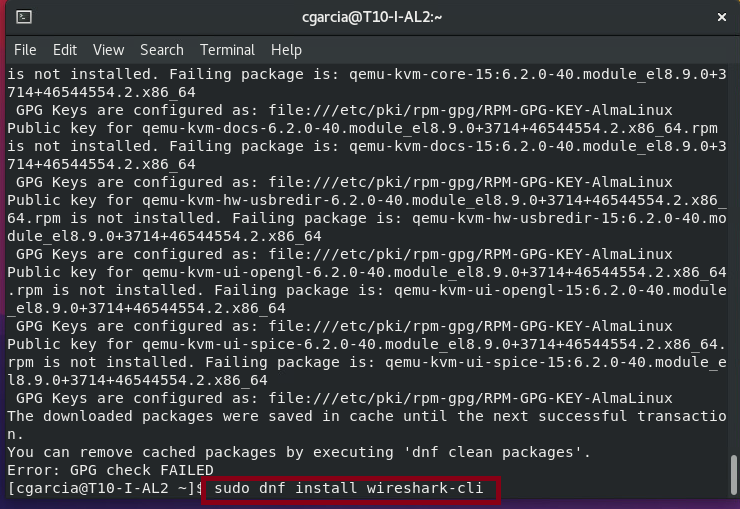 cgarcia@T10-I-AL2:~
File Edit View Search Terminal Help
is not installed. Failing package is: qemu-kvm-core-15:6.2.0-40.module_el8.9.0+3
714+46544554.2.x86_64
GPG Keys are configured as: file:///etc/pki/rpm-gpg/RPM-GPG-KEY-AlmaLinux
Public key for qemu-kvm-docs-6.2.0-40.module_el8.9.0+3714+46544554.2.x86_64.rpm
is not installed. Failing package is: qemu-kvm-docs-15:6.2.0-40.module_el8.9.0+3
714+46544554.2.x86_64
GPG Keys are configured as: file:///etc/pki/rpm-gpg/RPM-GPG-KEY-AlmaLinux
Public key for qemu-kvm-hw-usbredir-6.2.0-40.module_el8.9.0+3714+46544554.2.x86_
64.rpm is not installed. Failing package is: qemu-kvm-hw-usbredir-15:6.2.0-40.mo
dule_el8.9.0+3714+46544554.2.x86_64
GPG Keys are configured as: file:///etc/pki/rpm-gpg/RPM-GPG-KEY-AlmaLinux
Public key for qemu-kvm-ui-opengl-6.2.0-40.module_el8.9.0+3714+46544554.2.x86_64
.rpm is not installed. Failing package is: qemu-kvm-ui-opengl-15:6.2.0-40.module
_el8.9.0+3714+46544554.2.x86_64
GPG Keys are configured as: file:///etc/pki/rpm-gpg/RPM-GPG-KEY-AlmaLinux
Public key for qemu-kvm-ui-spice-6.2.0-40.module_el8.9.0+3714+46544554.2.x86_64.
rpm is not installed. Failing package is: qemu-kvm-ui-spice-15:6.2.0-40.module_e
l8.9.0+3714+46544554.2.x86_64
GPG Keys are configured as: file:///etc/pki/rpm-gpg/RPM-GPG-KEY-AlmaLinux
The downloaded packages were saved in cache until the next successful transactio
n.
You can remove cached packages by executing 'dnf clean packages'.
Error: GPG check FAILED
[cgarcia@T10-I-AL2 ~]$ sudo dnf install wireshark-cli